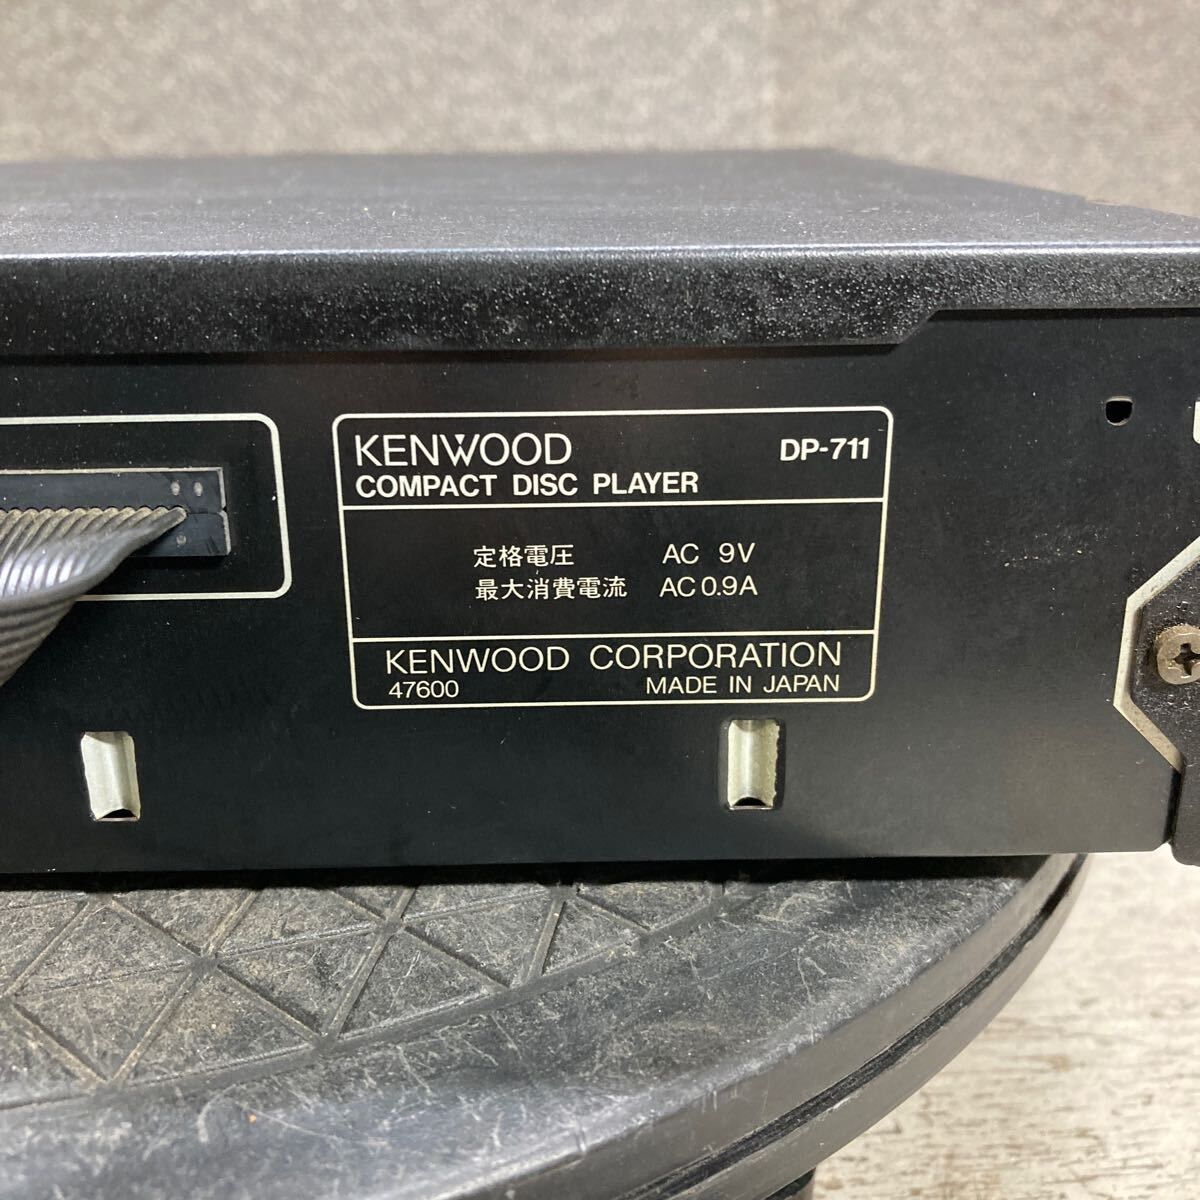 KENWOOD DP-711
COMPACT DISC PLAYER
定格電圧 AC 9V
最大消費電流 AC 0.9A
KENWOOD CORPORATION
47600 MADE IN JAPAN